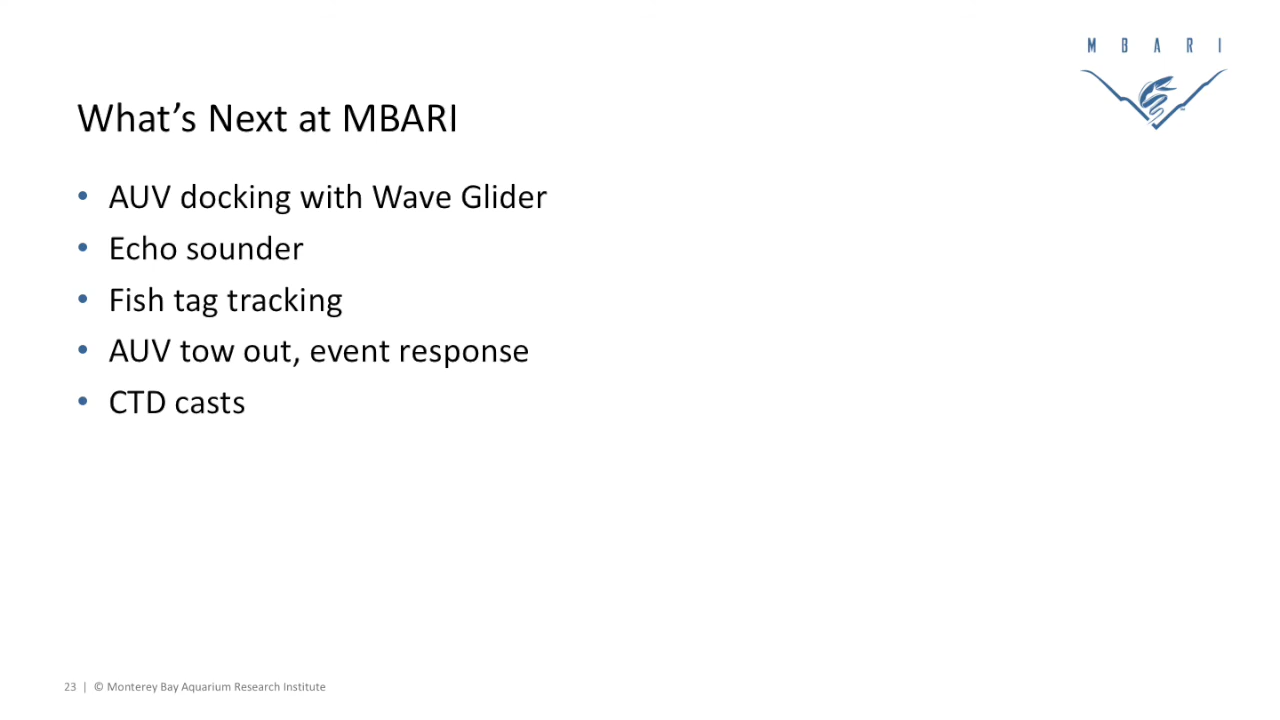 MBARI
What’s Next at MBARI
• AUV docking with Wave Glider
• Echo sounder
• Fish tag tracking
• AUV tow out, event response
• CTD casts
23 | © Monterey Bay Aquarium Research Institute